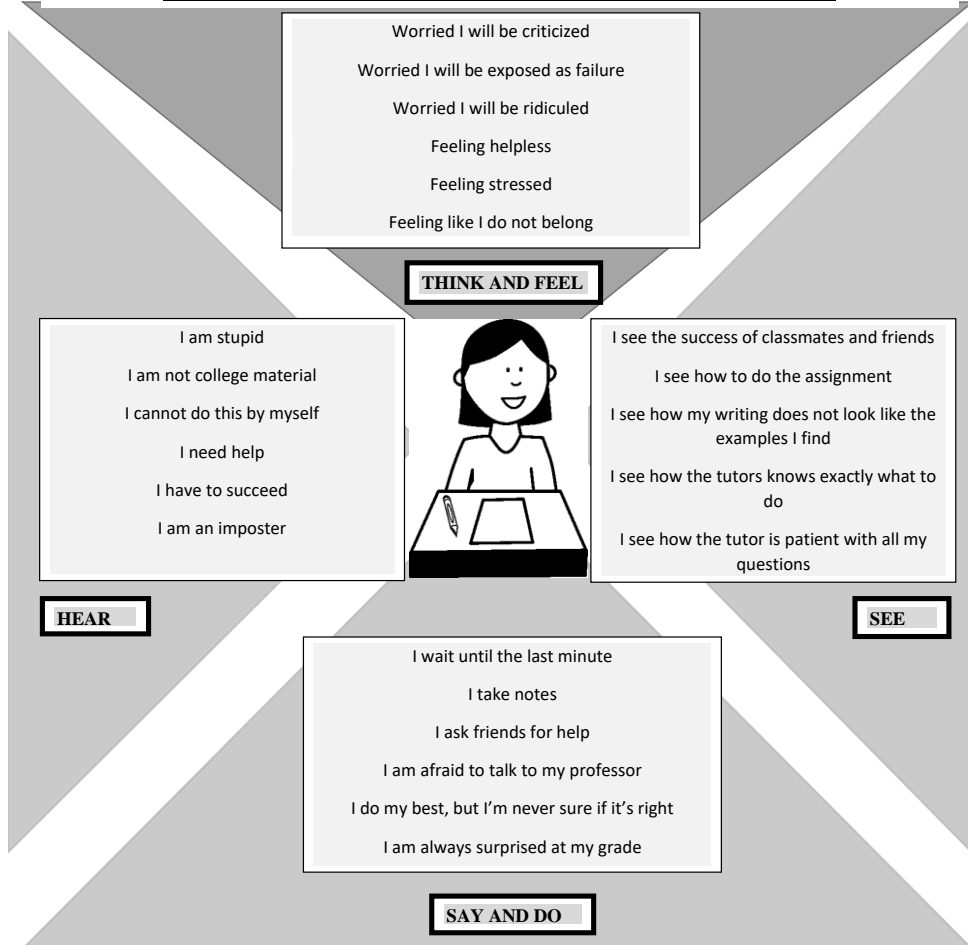 Worried I will be criticized
Worried I will be exposed as failure
Worried I will be ridiculed
Feeling helpless
Feeling stressed
Feeling like I do not belong
THINK AND FEEL
I am stupid
I am not college material
I cannot do this by myself
I need help
I have to succeed
I am an imposter
HEAR
I see the success of classmates and friends
I see how to do the assignment
I see how my writing does not look like the
examples I find
I see how the tutors knows exactly what to
do
I see how the tutor is patient with all my
questions
SEE
I wait until the last minute
I take notes
I ask friends for help
I am afraid to talk to my professor
I do my best, but I’m never sure if it’s right
I am always surprised at my grade
SAY AND DO